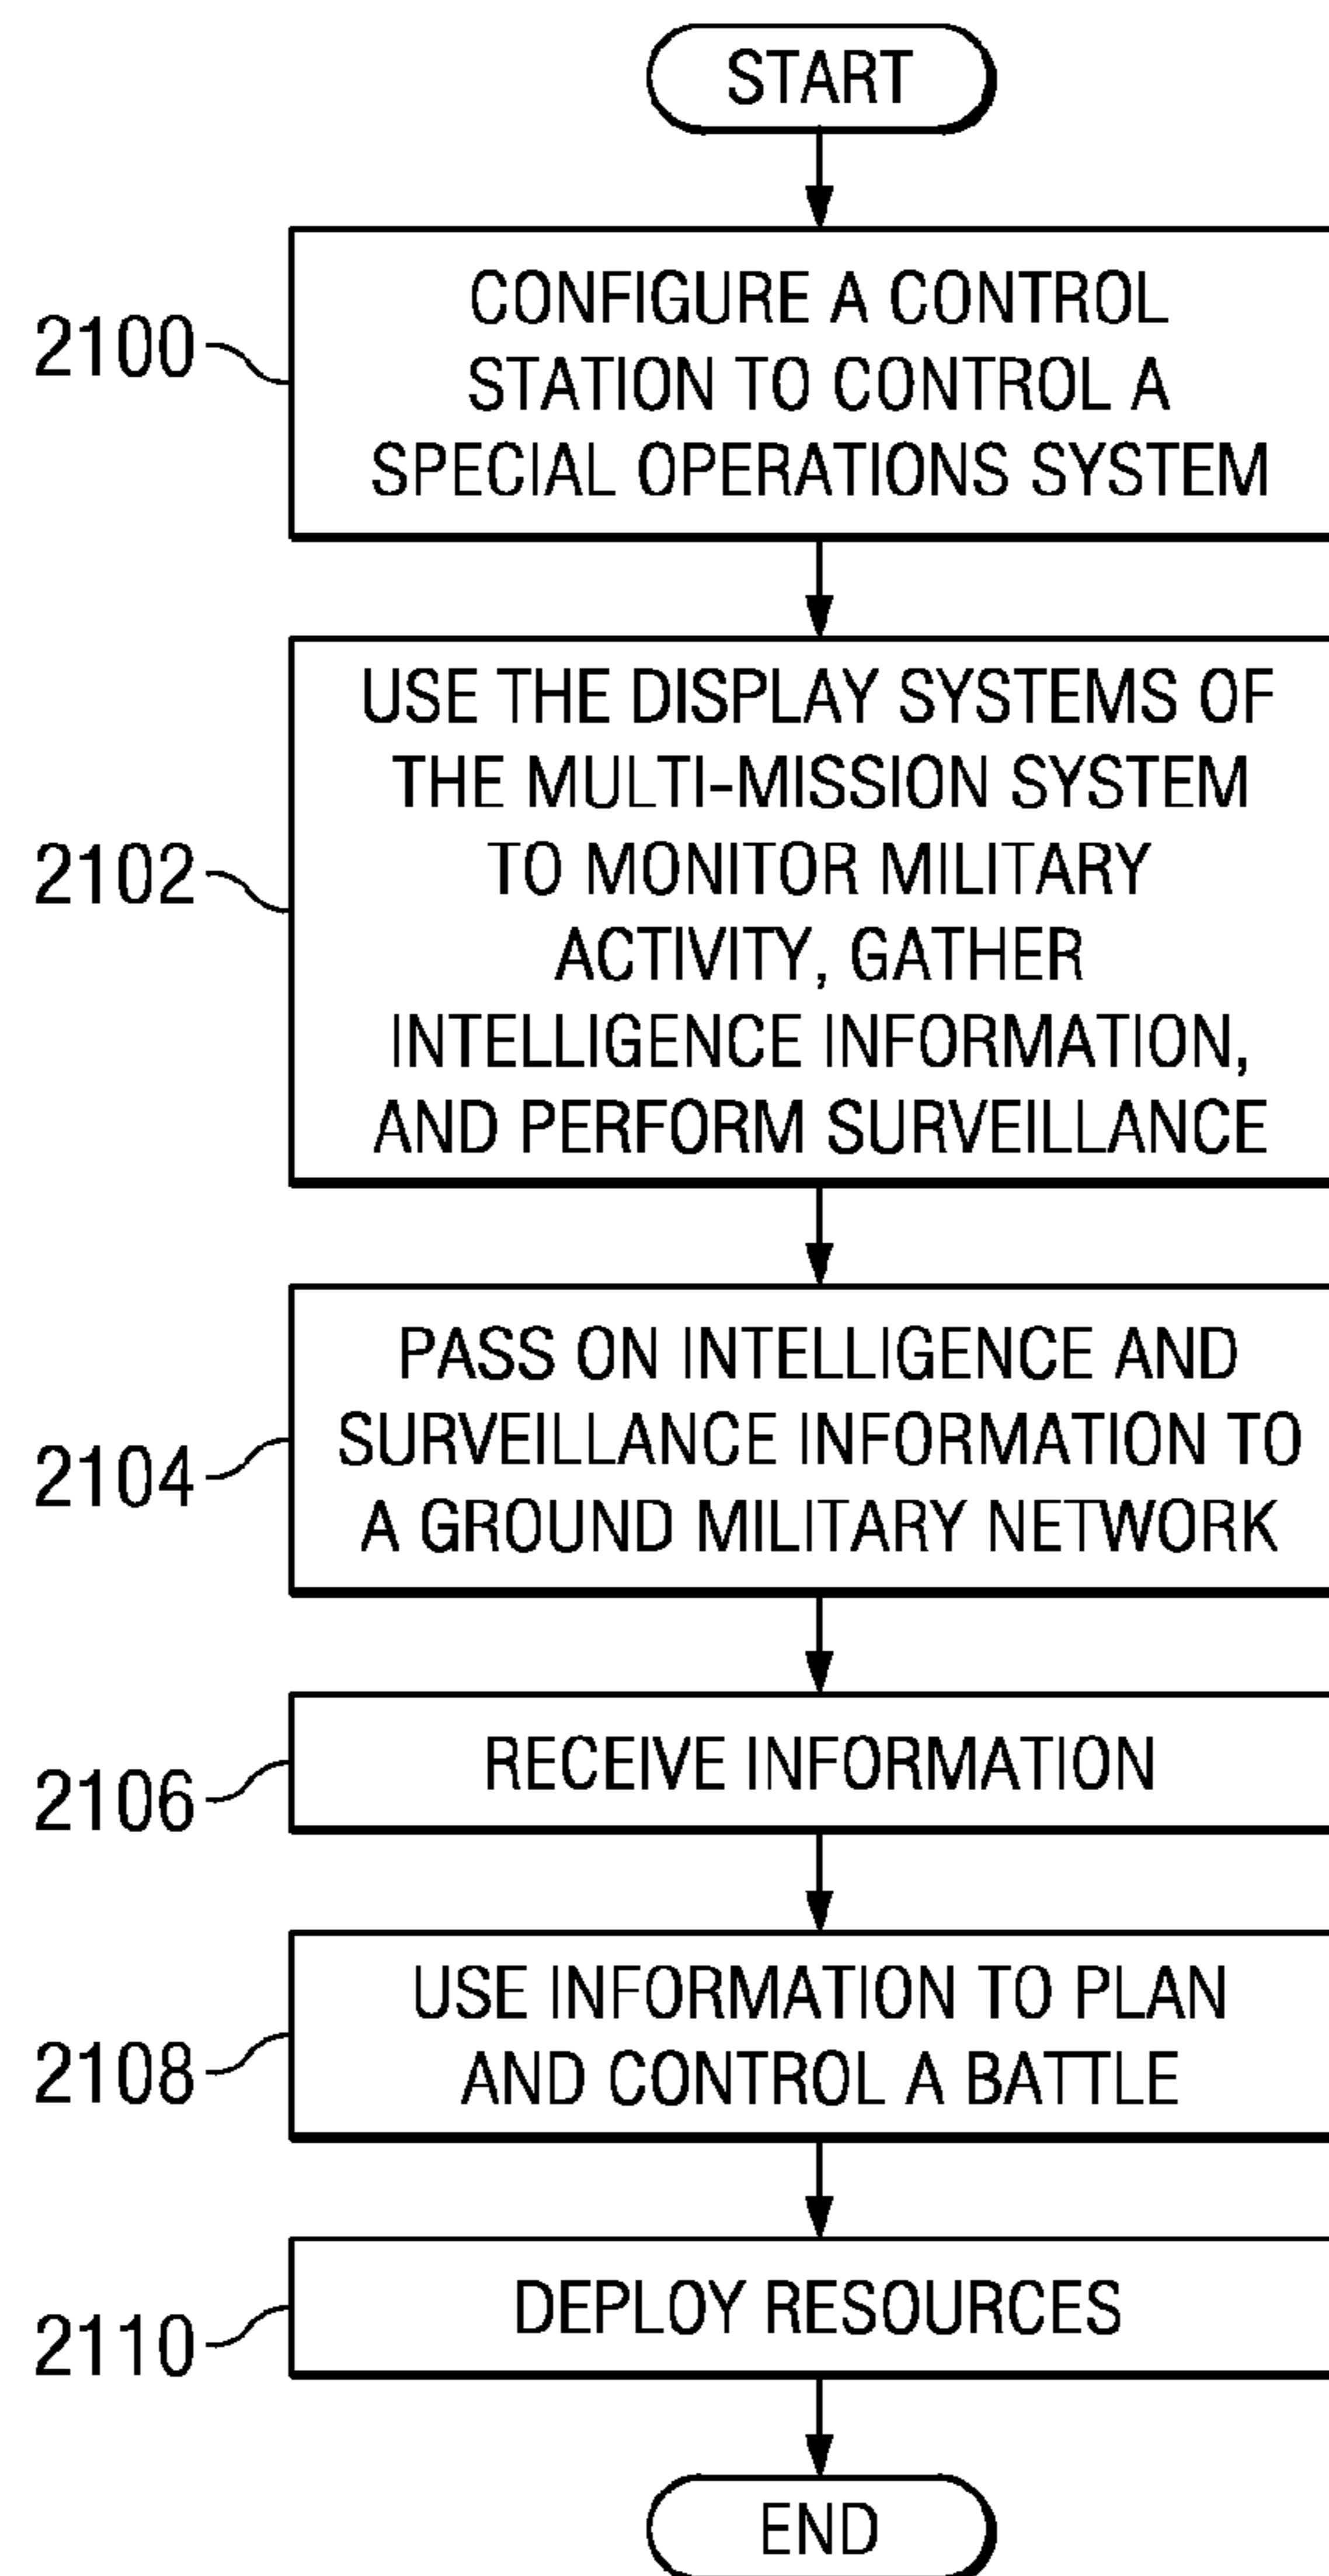 START
2100
CONFIGURE A CONTROL
STATION TO CONTROL A
SPECIAL OPERATIONS SYSTEM
2102
USE THE DISPLAY SYSTEMS OF
THE MULTI-MISSION SYSTEM
TO MONITOR MILITARY
ACTIVITY, GATHER
INTELLIGENCE INFORMATION,
AND PERFORM SURVEILLANCE
2104
PASS ON INTELLIGENCE AND
SURVEILLANCE INFORMATION TO
A GROUND MILITARY NETWORK
2106
RECEIVE INFORMATION
2108
USE INFORMATION TO PLAN
AND CONTROL A BATTLE
2110
DEPLOY RESOURCES
END